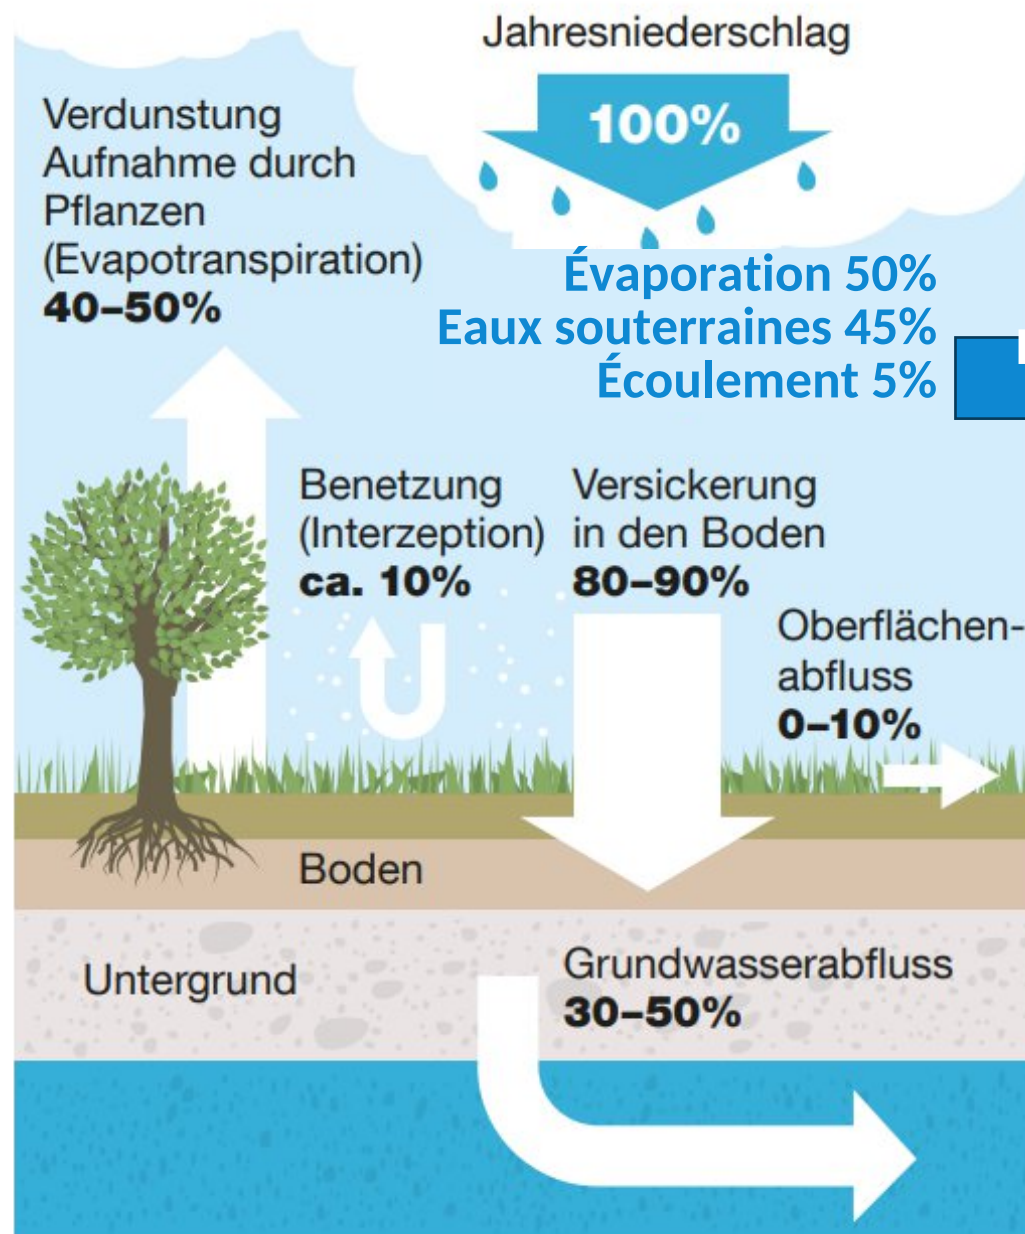 Jahresniederschlag
100%
Verdunstung
Aufnahme durch
Pflanzen
(Evapotranspiration)
40–50%
Évaporation 50%
Eaux souterraines 45%
Écoulement 5%
Benetzung
(Interzeption)
ca. 10%
Versickerung
in den Boden
80–90%
Oberflächen-
abfluss
0–10%
Boden
Untergrund
Grundwasserabfluss
30–50%